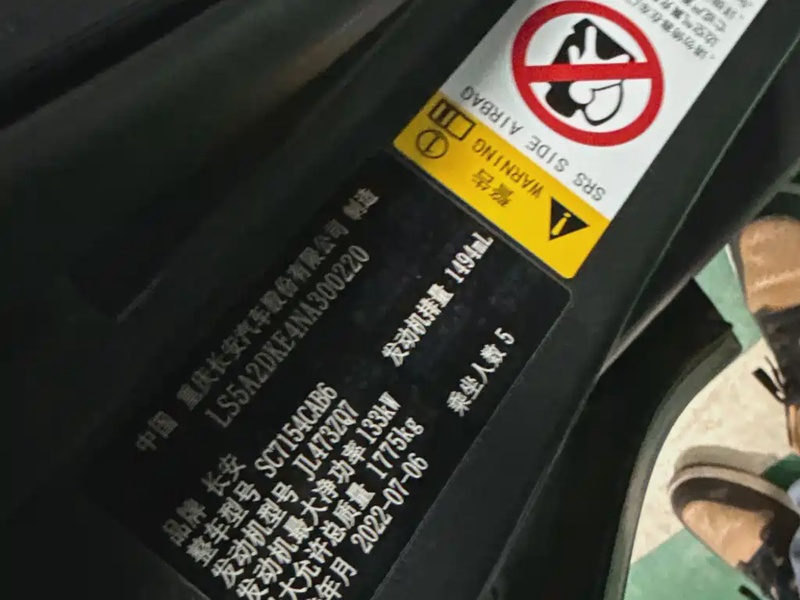 中国 重庆长安汽车股份有限公司 制造
LS5A2DKE4NA300220
品牌 长安
整车型号 SC7154CAB6
发动机型号 JL473ZQ7 发动机排量 1494mL
发动机最大净功率 133kW
大允许总质量 1775kg 乘坐人数 5
年月 2022-07-06
警告
WARNING
SRS SIDE AIRBAG